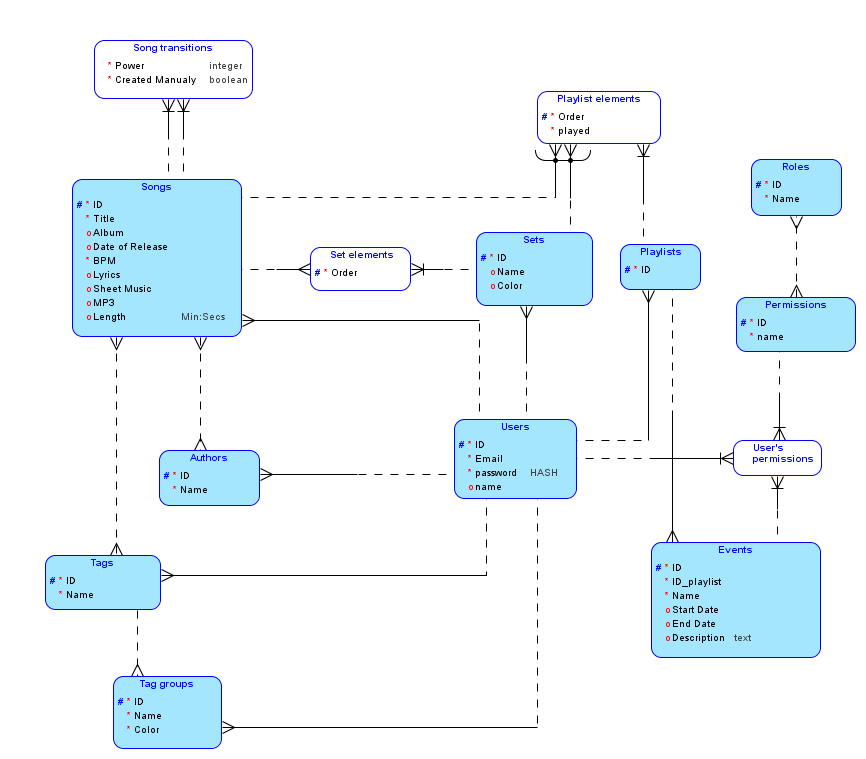 Song transitions
* Power integer
* Created Manualy boolean
Playlist elements
# * Order
* played
Roles
# * ID
* Name
Songs
# * ID
* Title
o Album
o Date of Release
* BPM
o Lyrics
o Sheet Music
o MP3
o Length Min:Secs
Set elements
# * Order
Sets
# * ID
o Name
o Color
Playlists
# * ID
Permissions
# * ID
* name
Users
# * ID
* Email
* password HASH
o name
User's
permissions
Authors
# * ID
* Name
Events
# * ID
* ID_playlist
* Name
o Start Date
o End Date
o Description text
Tags
# * ID
* Name
Tag groups
# * ID
* Name
* Color